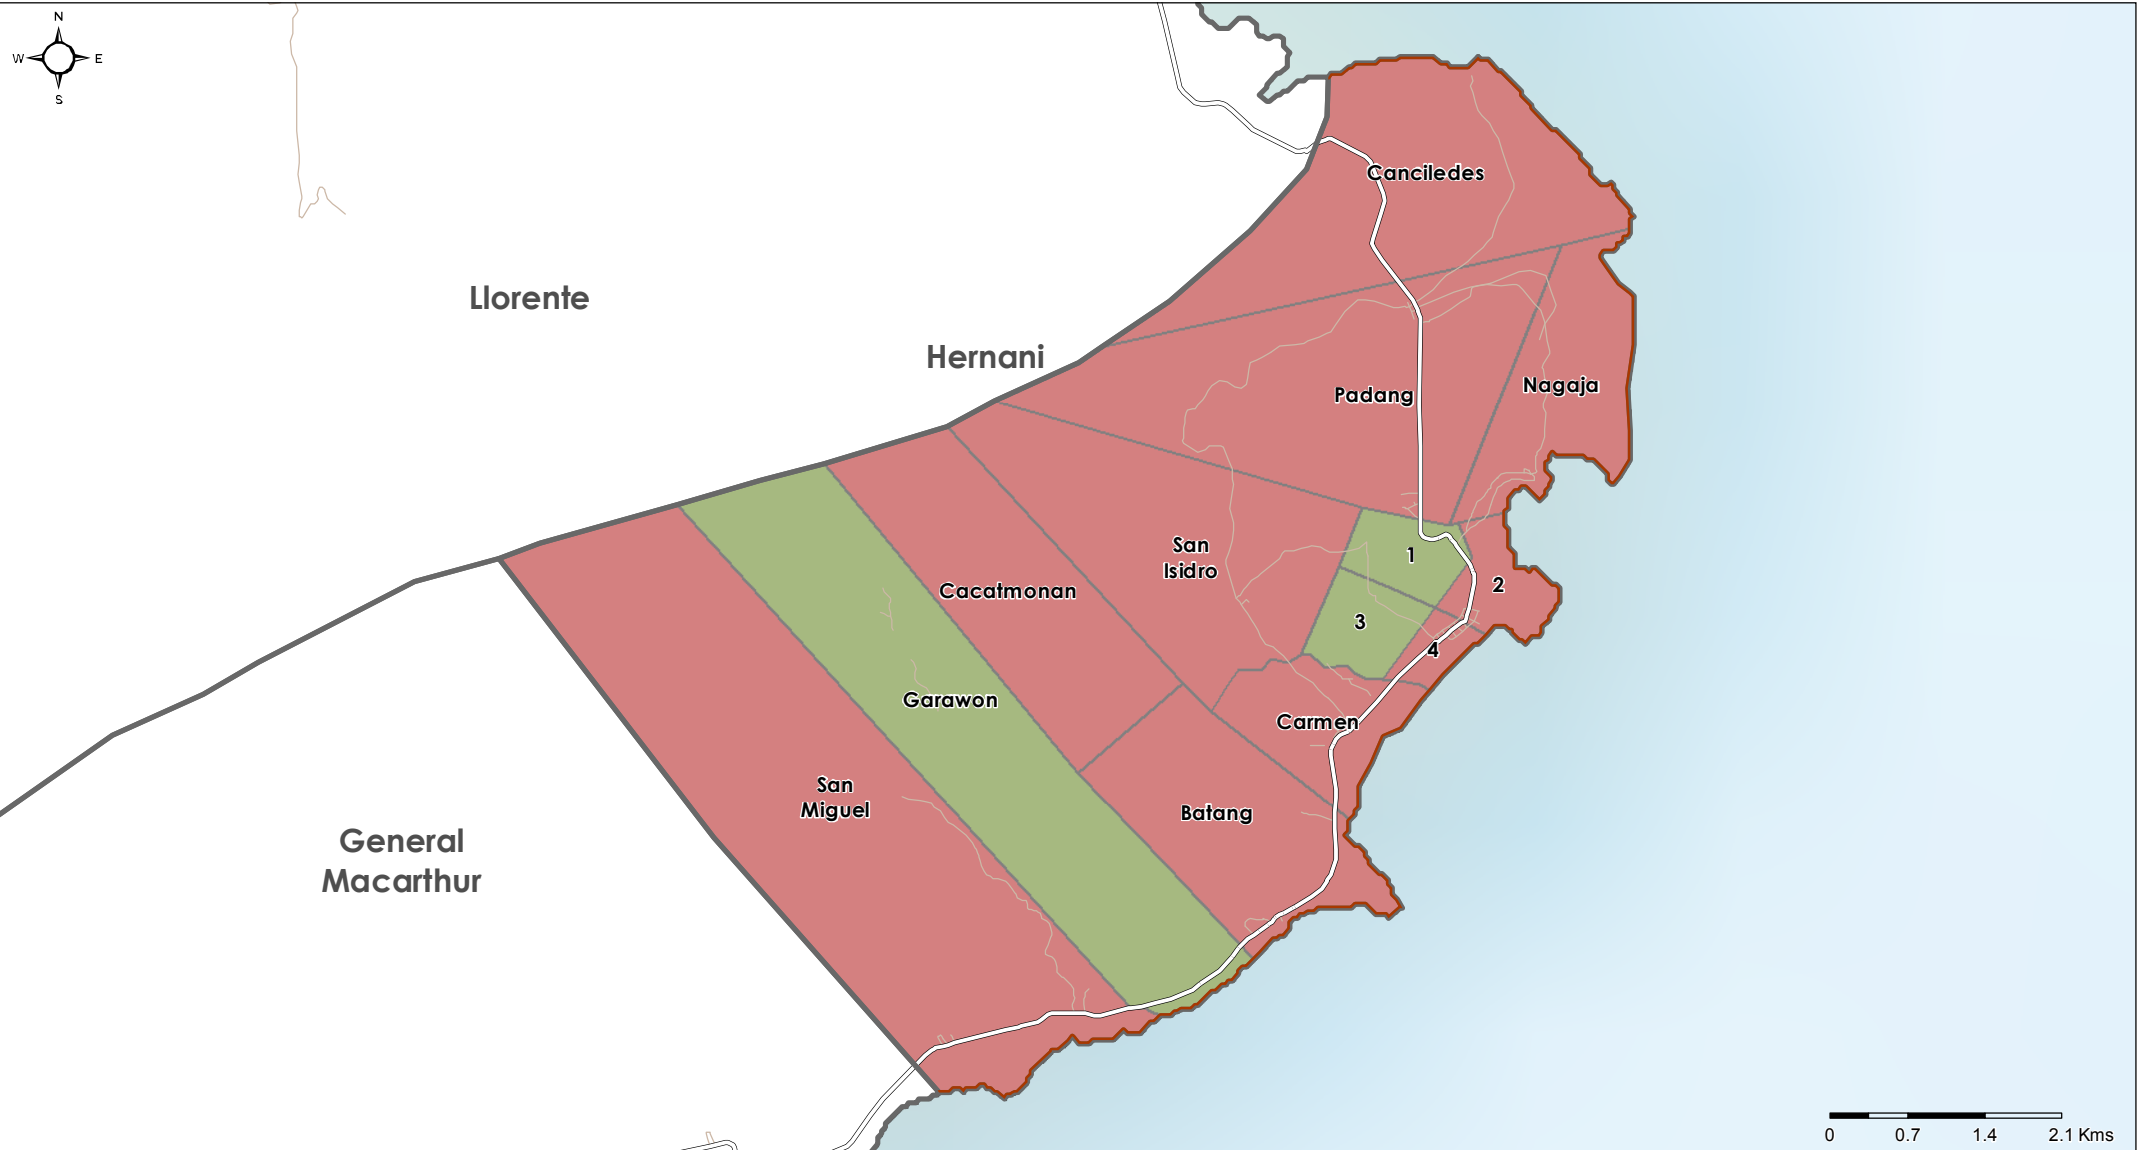 N
W
E
S
Canciledes
Llorente
Hernani
Padang
Nagaja
San
Isidro
1
2
Cacatmonan
3
4
Garawon
Carmen
San
Miguel
Batang
General
Macarthur
0 0.7 1.4 2.1 Kms